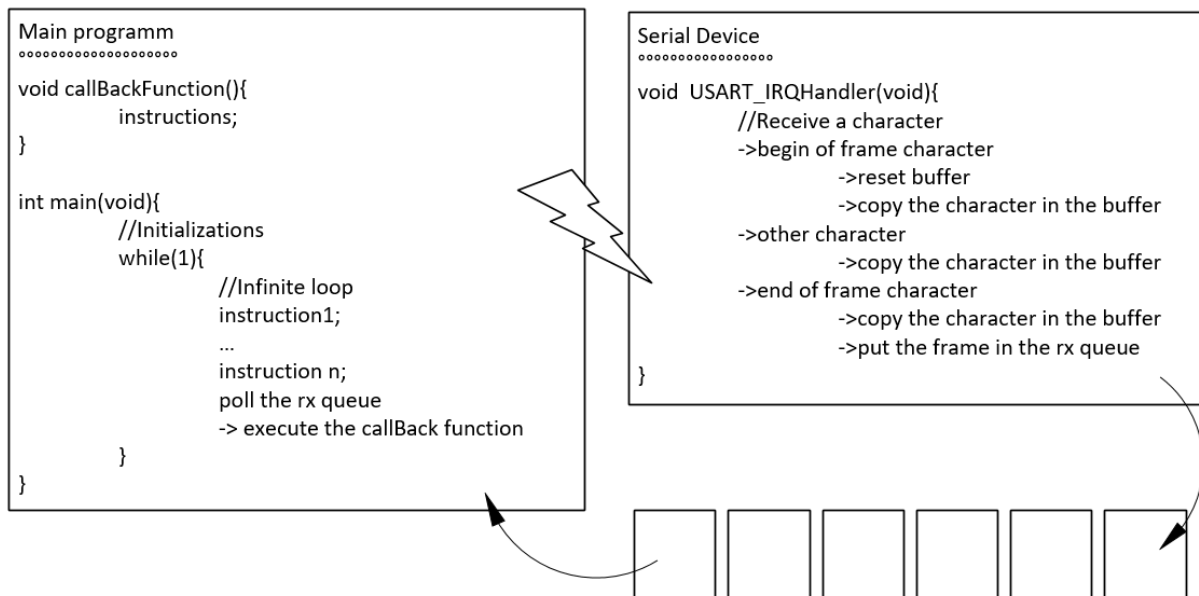 Main programm
°°°°°°°°°°°°°°°°°°°°
void callBackFunction(){
instructions;
}
int main(void){
//Initializations
while(1){
//Infinite loop
instruction1;
...
instruction n;
poll the rx queue
-> execute the callBack function
}
}
Serial Device
°°°°°°°°°°°°°°°°°
void  USART_IRQHandler(void){
//Receive a character
->begin of frame character
->reset buffer
->copy the character in the buffer
->other character
->copy the character in the buffer
->end of frame character
->copy the character in the buffer
->put the frame in the rx queue
}